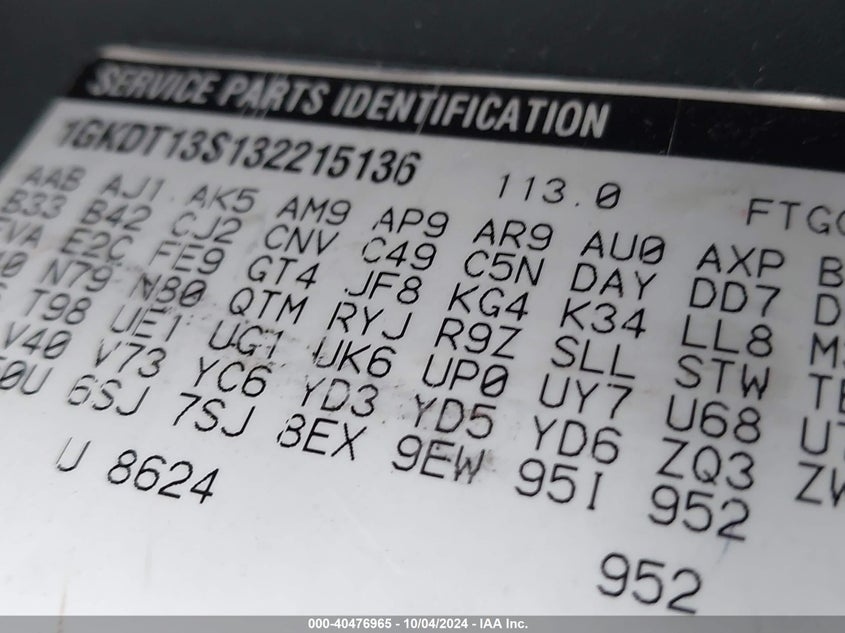 SERVICE PARTS IDENTIFICATION
1GKDT13S132215136 113.0
AAB AJ1 AK5 AM9 AP9 AR9 AU0 AXP
B33 B42 CJ2 CNV C49 C5N DAY DD7
E2C FE9 GT4 JF8 KG4 K34 LL8
N79 N80 QTM RYJ R9Z SLL STW
T98 UE1 UG1 UK6 UP0 UY7 U68
V40 V73 YC6 YD3 YD5 YD6 ZQ3
6SJ 7SJ 8EX 9EW 95I 952
U 8624
952
000-40476965 - 10/04/2024 - IAA Inc.